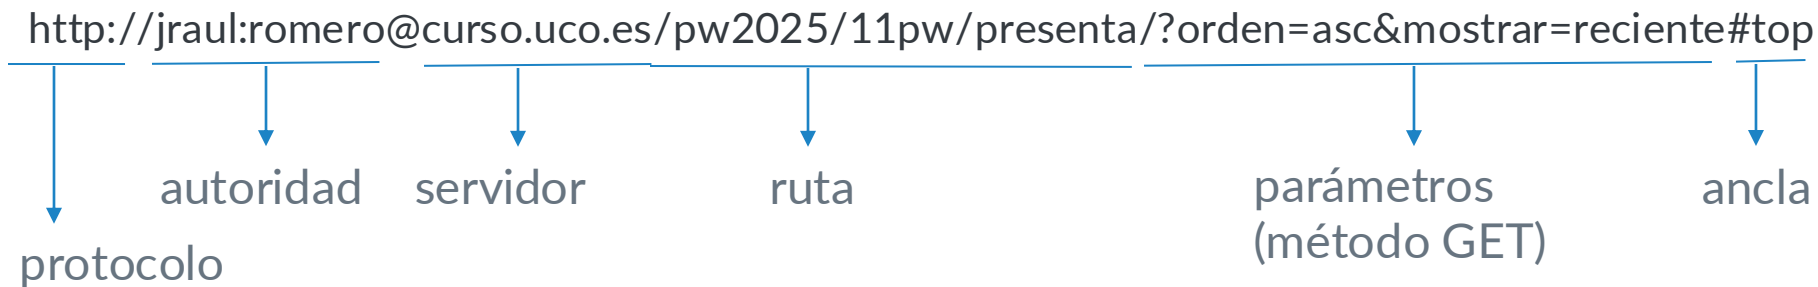 http://jraul:romero@curso.uco.es/pw2025/11pw/presenta/?orden=asc&mostrar=reciente#top
autoridad
servidor
ruta
parámetros
(método GET)
ancla
protocolo